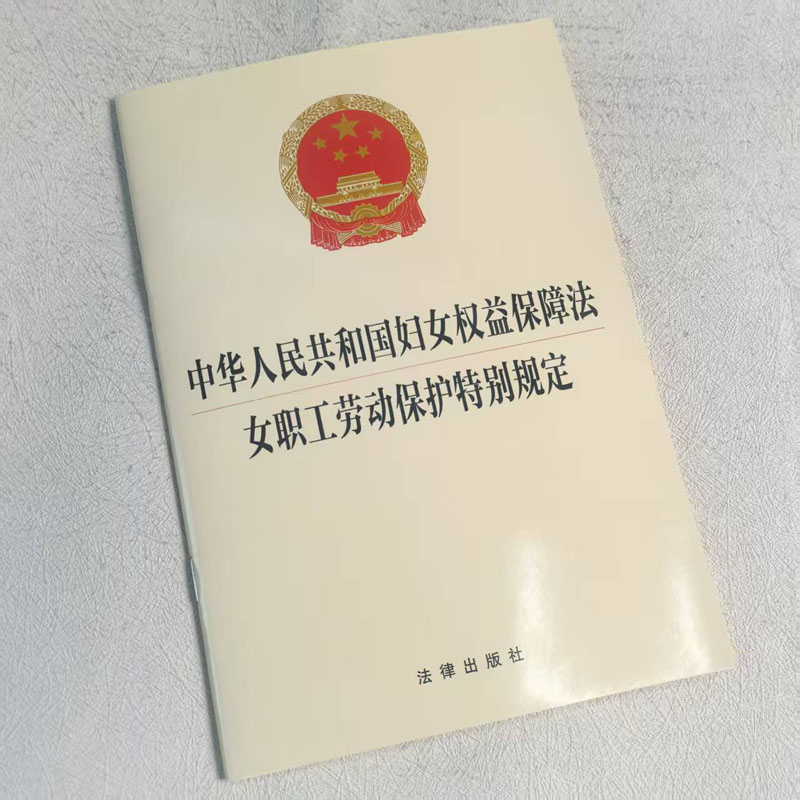 中华人民共和国妇女权益保障法
女职工劳动保护特别规定
法律出版社